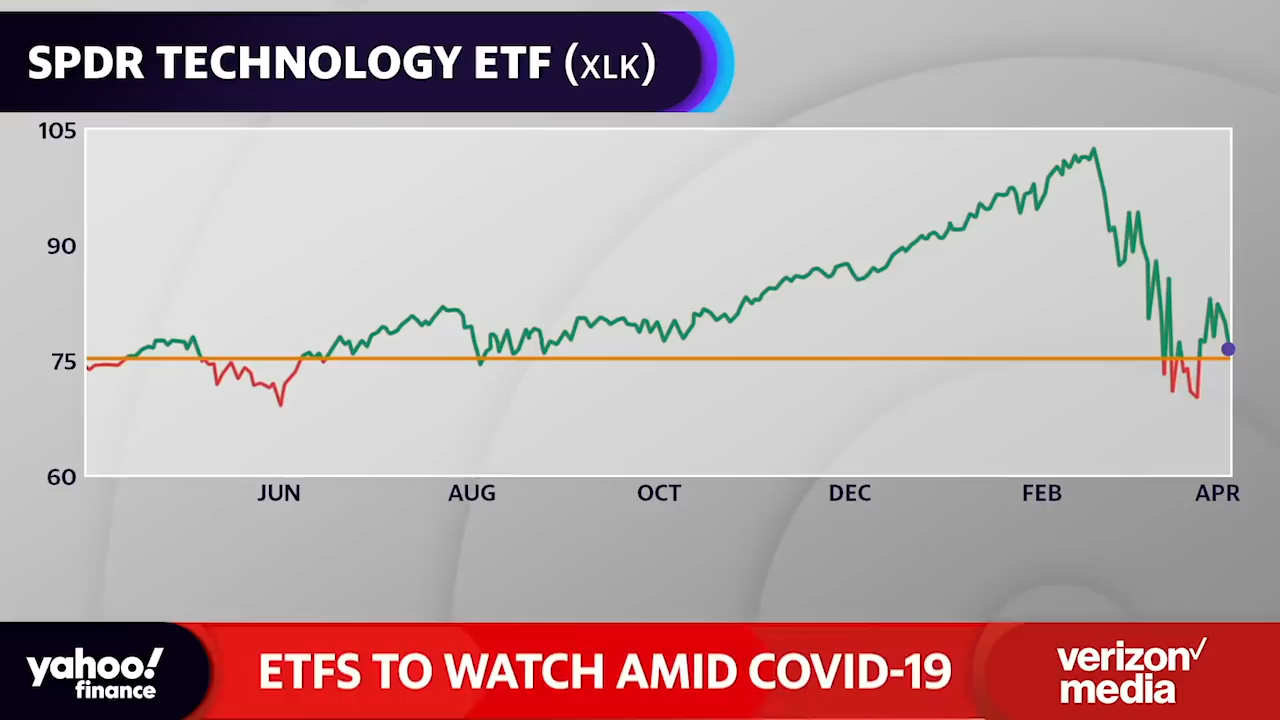 SPDR TECHNOLOGY ETF (XLK)
105
90
75
60
JUN AUG OCT DEC FEB APR
yahoo!
finance
ETFS TO WATCH AMID COVID-19
verizon✓
media